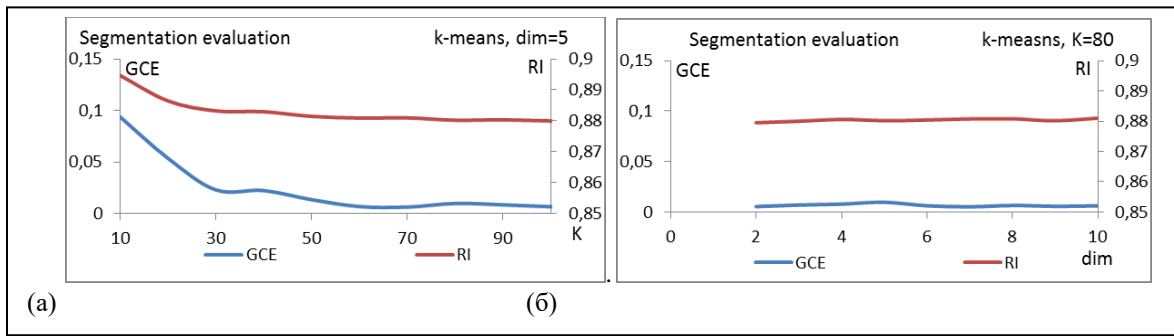 Segmentation evaluation k-means, dim=5
0,15 GCE RI 0,9
0,89
0,1 0,88
0,87
0,05 0,86
0 0,85
10 30 50 70 90 K
GCE RI
(а)
Segmentation evaluation k-measns, K=80
0,15 GCE RI 0,9
0,89
0,1 0,88
0,87
0,05 0,86
0 0,85
0 2 4 6 8 10
dim
GCE RI
.
(б)